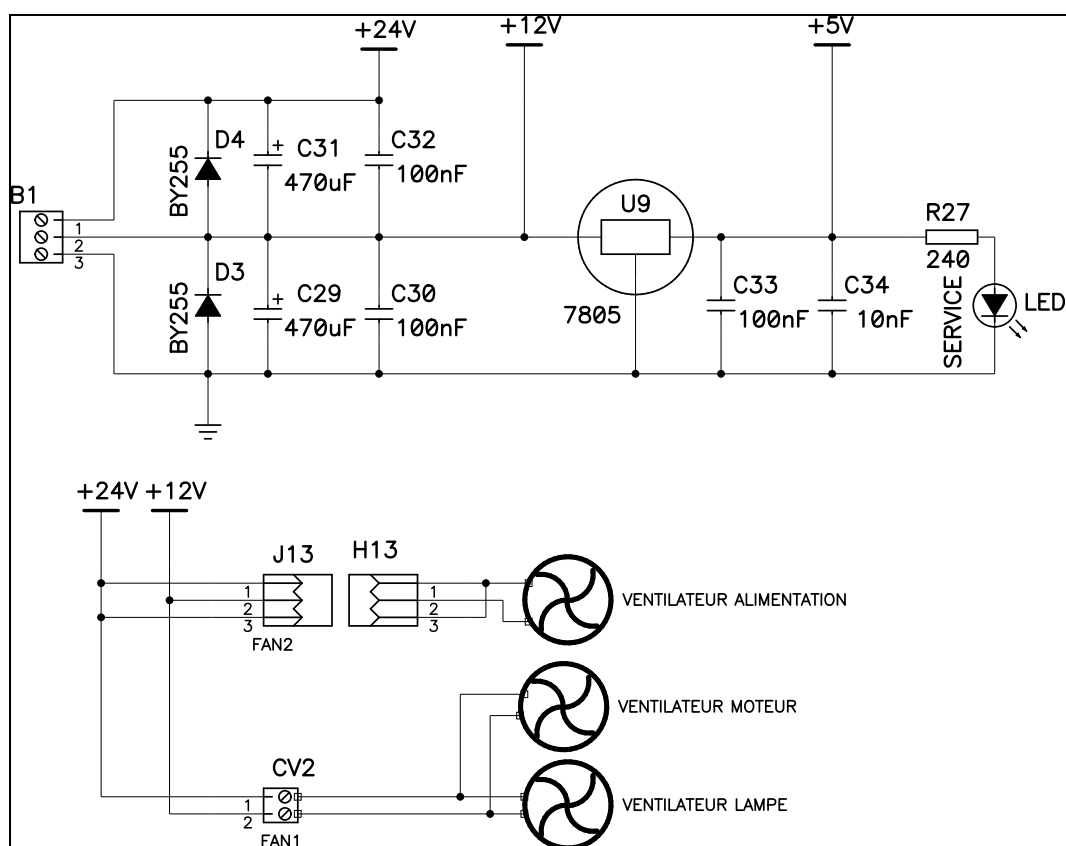 +24V
+12V
+5V
B1
1
2
3
D4
BY255
C31
470uF
C32
100nF
D3
BY255
C29
470uF
C30
100nF
U9
7805
C33
100nF
C34
10nF
R27
240
SERVICE
LED
+24V
+12V
J13
1
2
3
FAN2
H13
1
2
3
VENTILATEUR ALIMENTATION
VENTILATEUR MOTEUR
CV2
1
2
FAN1
VENTILATEUR LAMPE